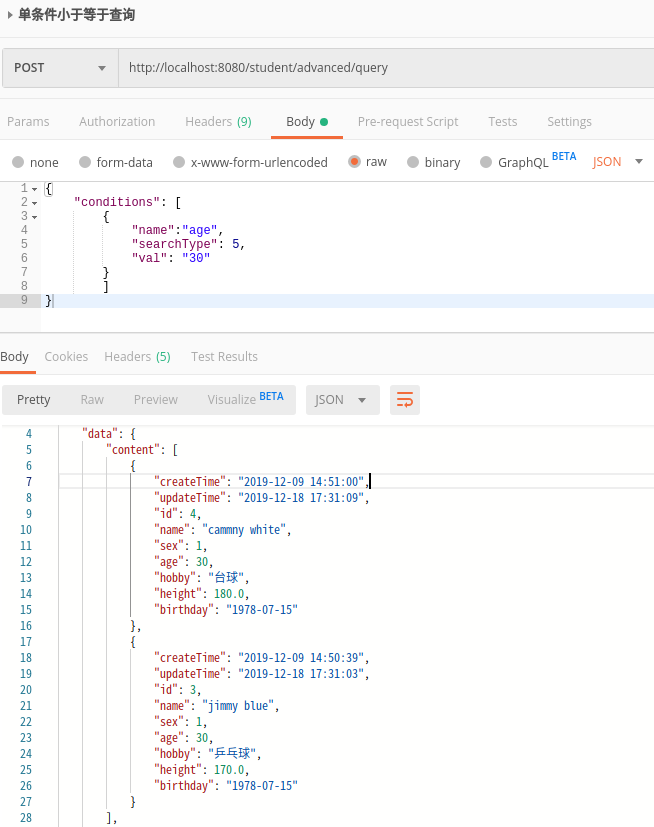 单条件小于等于查询
POST http://localhost:8080/student/advanced/query
Params Authorization Headers (9) Body Pre-request Script Tests Settings
none form-data x-www-form-urlencoded raw binary GraphQL BETA JSON
1 {
2 "conditions": [
3 {
4 "name":"age",
5 "searchType": 5,
6 "val": "30"
7 }
8 ]
9 }
Body Cookies Headers (5) Test Results
Pretty Raw Preview Visualize BETA JSON
4 "data": {
5 "content": [
6 {
7 "createTime": "2019-12-09 14:51:00",
8 "updateTime": "2019-12-18 17:31:09",
9 "id": 4,
10 "name": "cammny white",
11 "sex": 1,
12 "age": 30,
13 "hobby": "台球",
14 "height": 180.0,
15 "birthday": "1978-07-15"
16 },
17 {
18 "createTime": "2019-12-09 14:50:39",
19 "updateTime": "2019-12-18 17:31:03",
20 "id": 3,
21 "name": "jimmy blue",
22 "sex": 1,
23 "age": 30,
24 "hobby": "乒乓球",
25 "height": 170.0,
26 "birthday": "1978-07-15"
27 }
28 ],